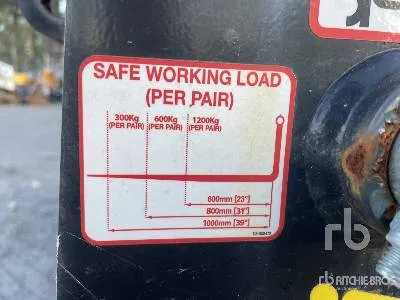 SAFE WORKING LOAD
(PER PAIR)
300Kg 600Kg 1200Kg
(PER PAIR) (PER PAIR) (PER PAIR)
600mm [23"]
800mm [31"]
1000mm [39"]
rb
rb RITCHIE BROS